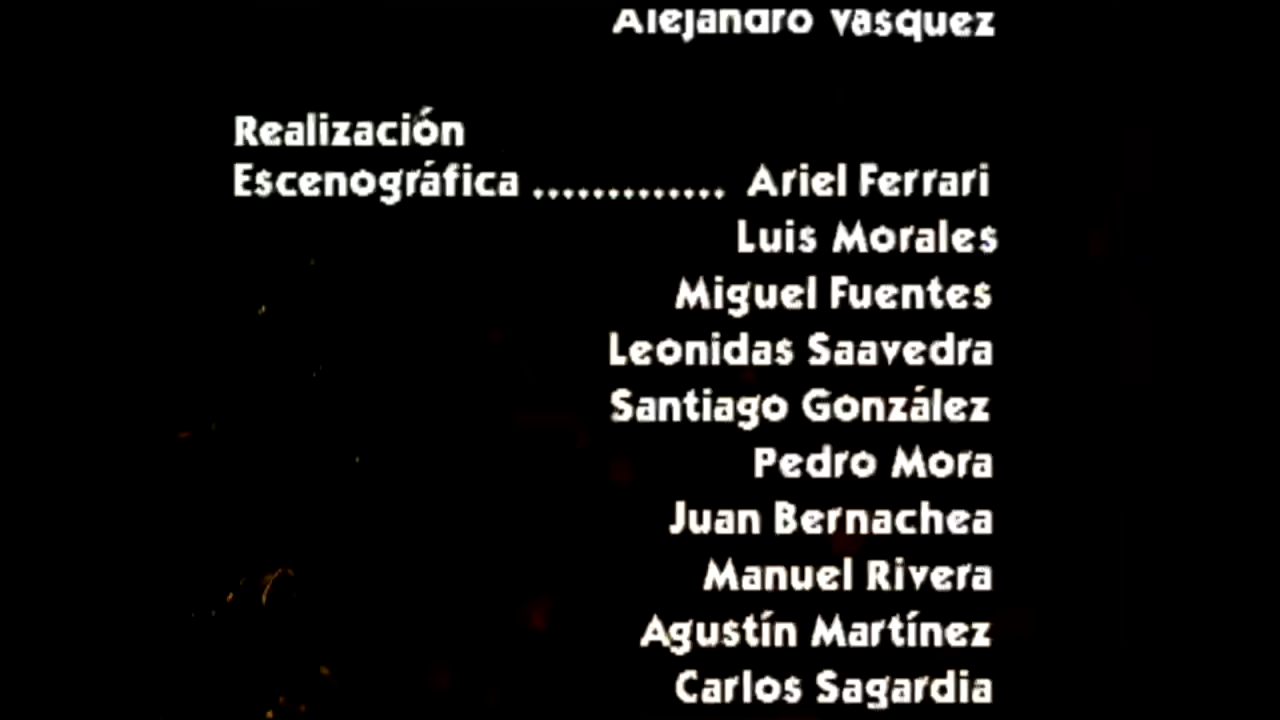 Alejandro Vásquez
Realización
Escenográfica ............. Ariel Ferrari
Luis Morales
Miguel Fuentes
Leonidas Saavedra
Santiago González
Pedro Mora
Juan Bernachea
Manuel Rivera
Agustín Martínez
Carlos Sagardia